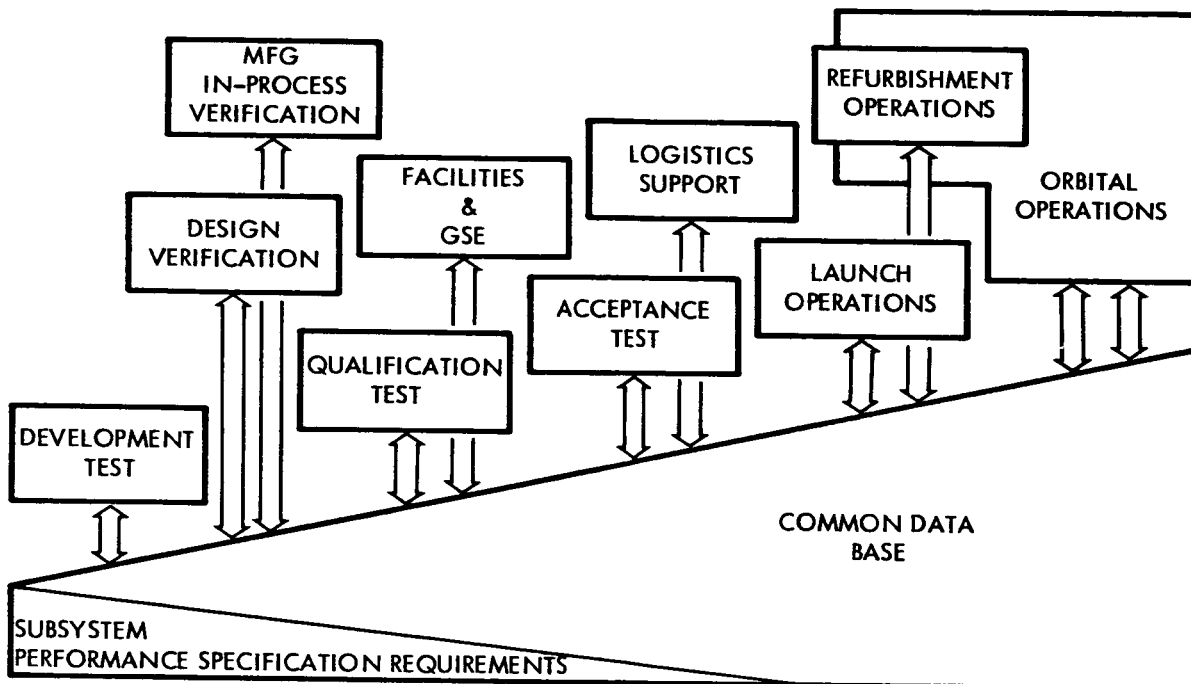 MFG
IN-PROCESS
VERIFICATION
REFURBISHMENT
OPERATIONS
LOGISTICS
SUPPORT
FACILITIES
&
GSE
ORBITAL
OPERATIONS
DESIGN
VERIFICATION
LAUNCH
OPERATIONS
ACCEPTANCE
TEST
QUALIFICATION
TEST
DEVELOPMENT
TEST
COMMON DATA
BASE
SUBSYSTEM
PERFORMANCE SPECIFICATION REQUIREMENTS